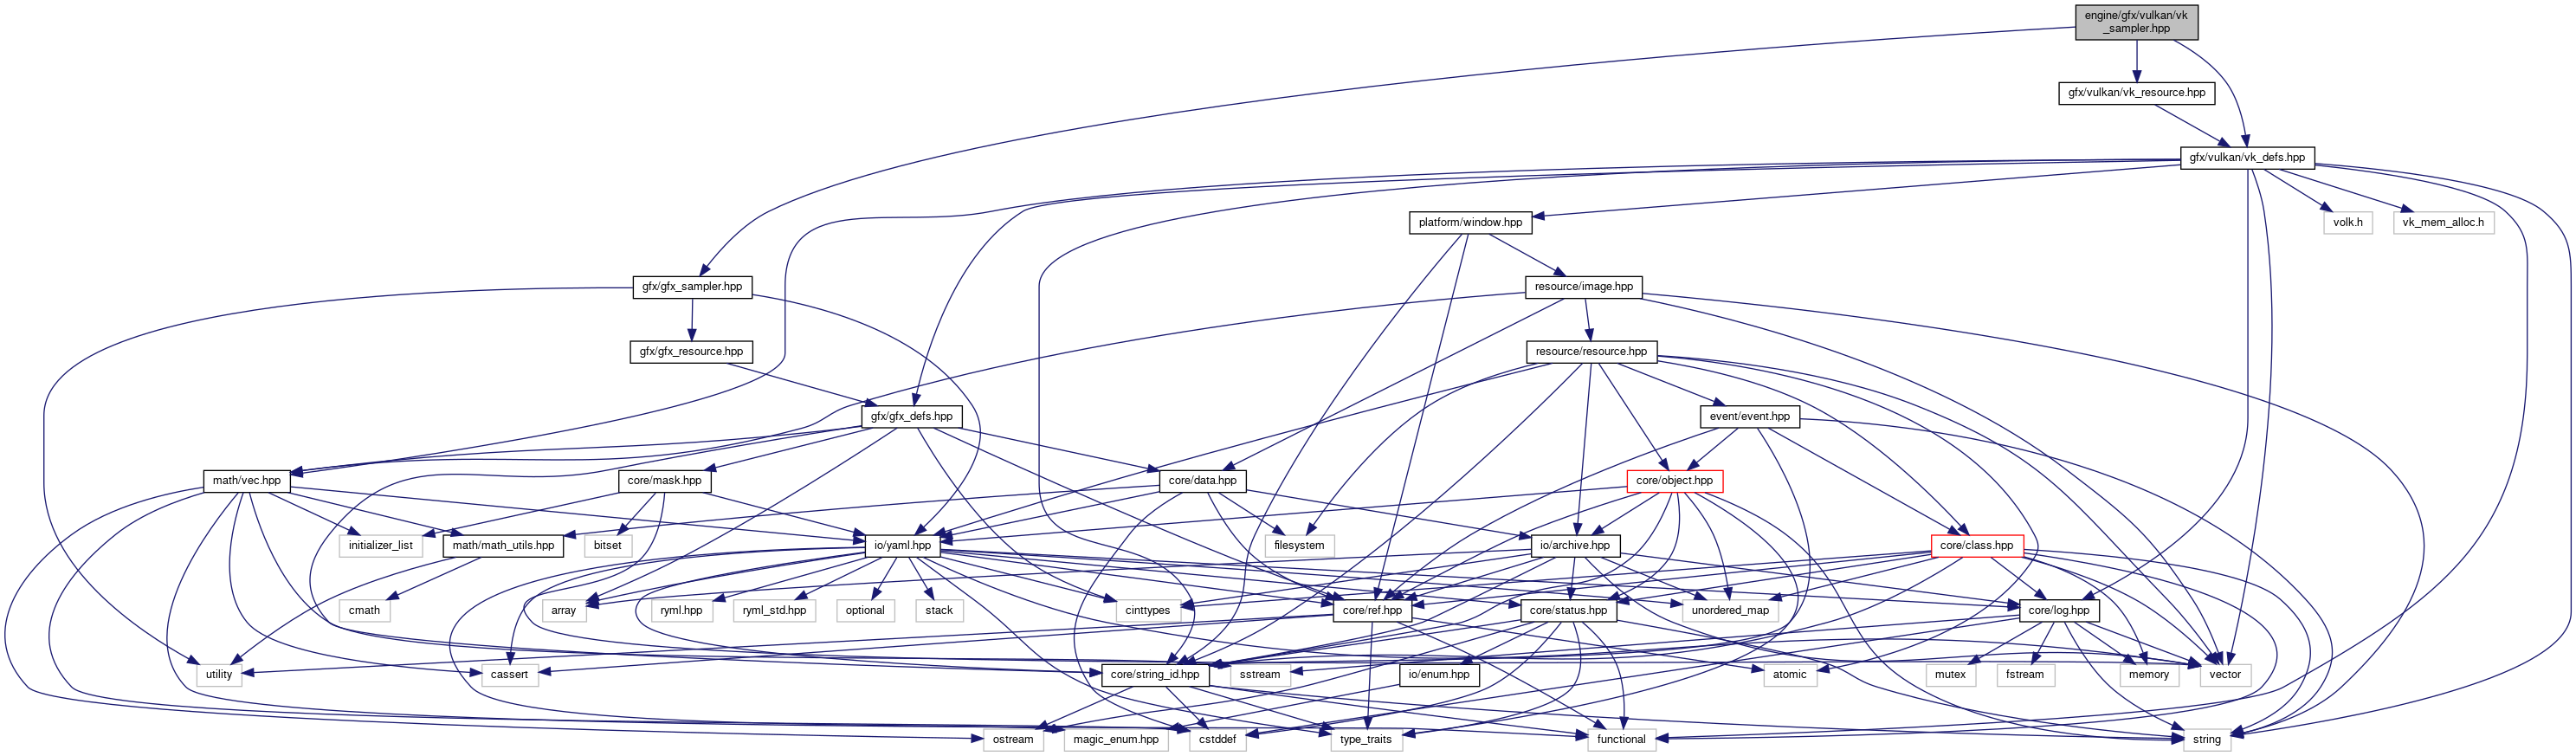 engine/gfx/vulkan/vk
_sampler.hpp
gfx/vulkan/vk_resource.hpp
gfx/vulkan/vk_defs.hpp
platform/window.hpp
volk.h
vk_mem_alloc.h
gfx/gfx_sampler.hpp
resource/image.hpp
gfx/gfx_resource.hpp
resource/resource.hpp
gfx/gfx_defs.hpp
event/event.hpp
math/vec.hpp
core/mask.hpp
core/data.hpp
core/object.hpp
initializer_list
math/math_utils.hpp
bitset
io/yaml.hpp
filesystem
io/archive.hpp
core/class.hpp
cmath
array
ryml.hpp
ryml_std.hpp
optional
stack
cinttypes
core/ref.hpp
core/status.hpp
unordered_map
core/log.hpp
utility
cassert
core/string_id.hpp
sstream
io/enum.hpp
atomic
mutex
fstream
memory
vector
ostream
magic_enum.hpp
cstddef
type_traits
functional
string